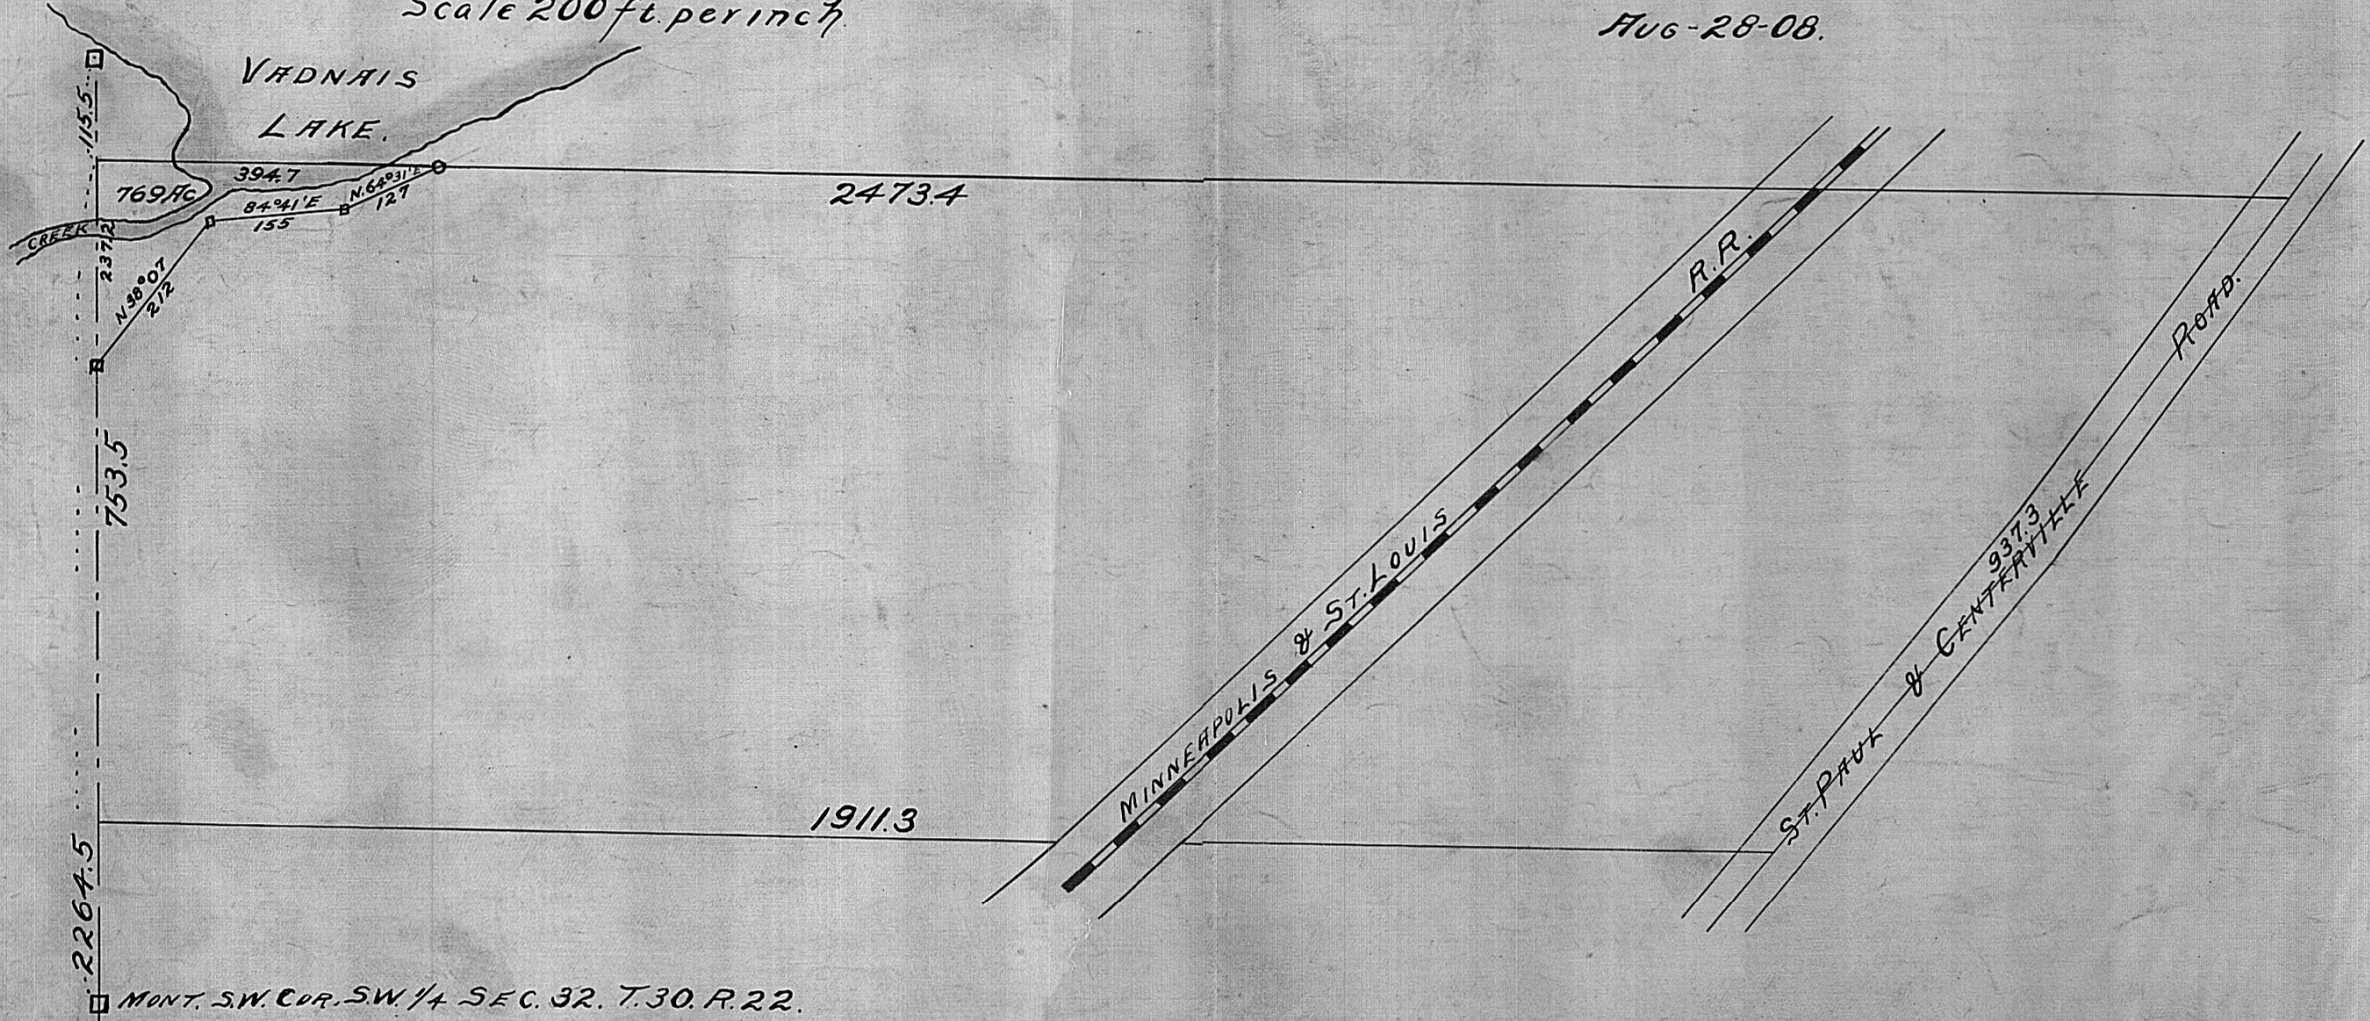 Scale 200 ft. per inch.
Aug-28-08.
VADNAIS
LAKE.
115.5
394.7
769 Ac
N.64°31'E
127
84°41'E
155
2473.4
CREEK
237.2
N38°07
212
R.R.
ROAD.
753.5
MINNEAPOLIS & ST. LOUIS
937.3
ST. PAUL & CENTERVILLE
1911.3
2264.5
MONT. S.W. COR. S.W. 1/4 SEC. 32. T.30. R.22.